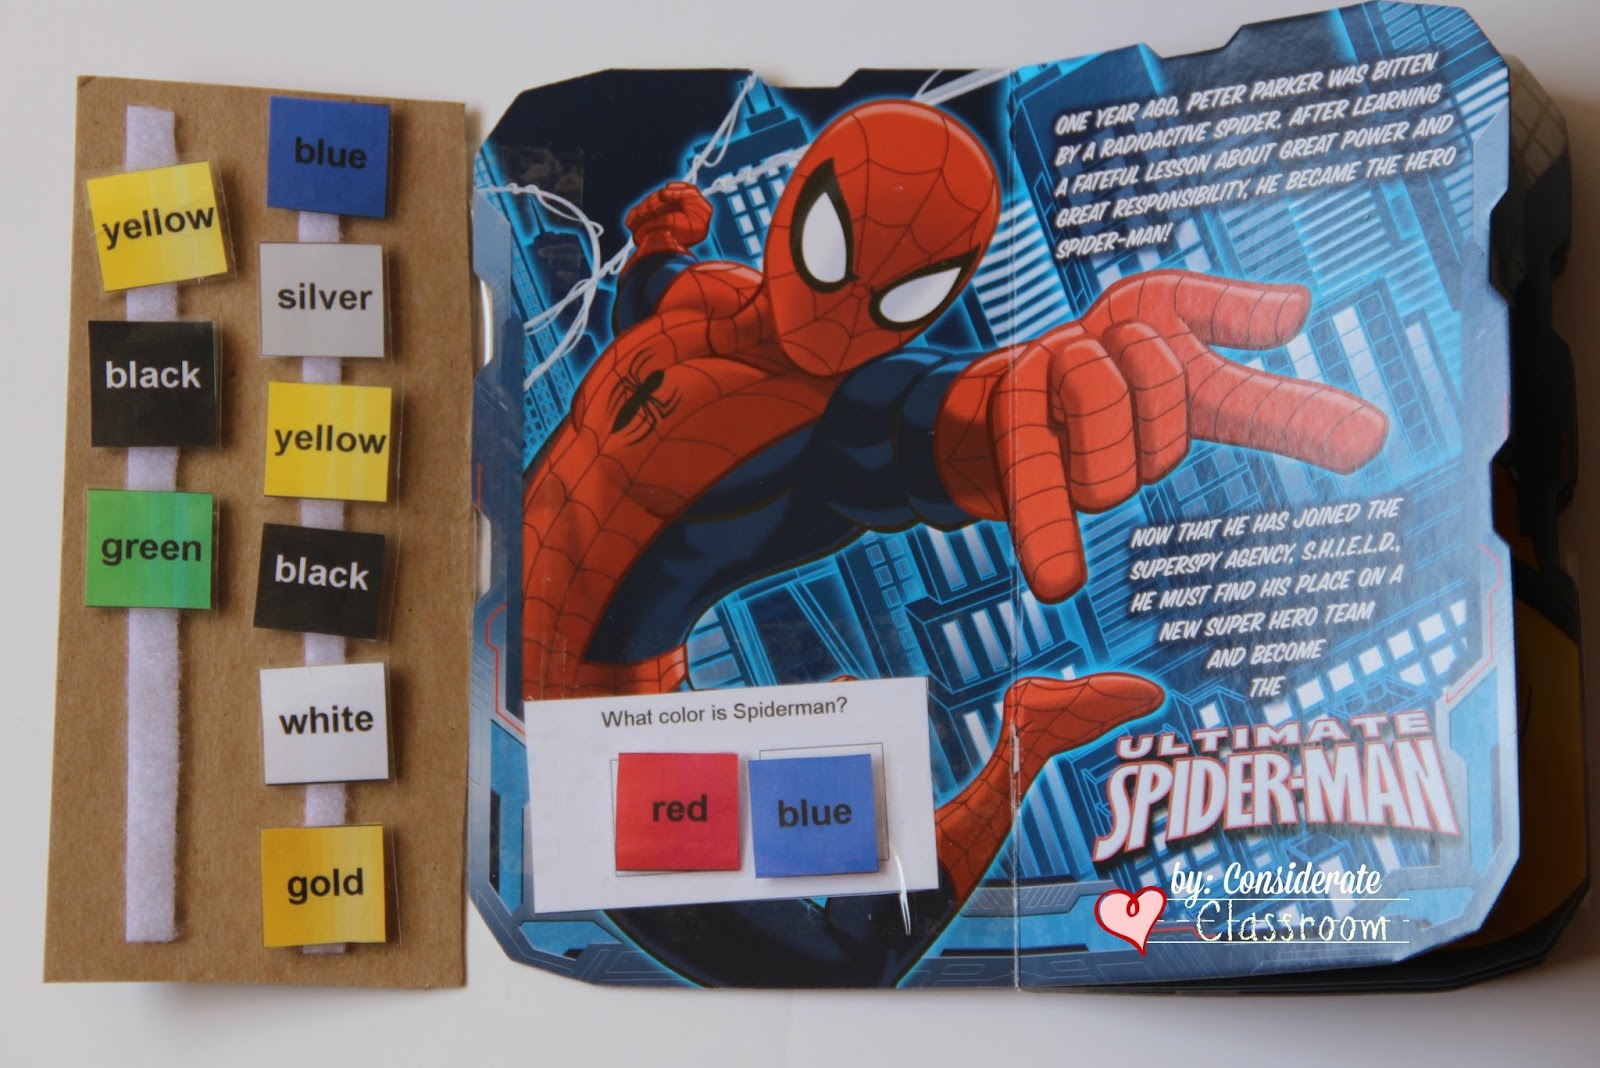 yellow
black
green
blue
silver
yellow
black
white
gold
What color is Spiderman?
red
blue
ONE YEAR AGO, PETER PARKER WAS BITTEN
BY A RADIOACTIVE SPIDER. AFTER LEARNING
A FATEFUL LESSON ABOUT GREAT POWER AND
GREAT RESPONSIBILITY, HE BECAME THE HERO
SPIDER-MAN!
NOW THAT HE HAS JOINED THE
SUPERSPY AGENCY, S.H.I.E.L.D.,
HE MUST FIND HIS PLACE ON A
NEW SUPER HERO TEAM
AND BECOME
THE
ULTIMATE
SPIDER-MAN
by: Considerate
Classroom